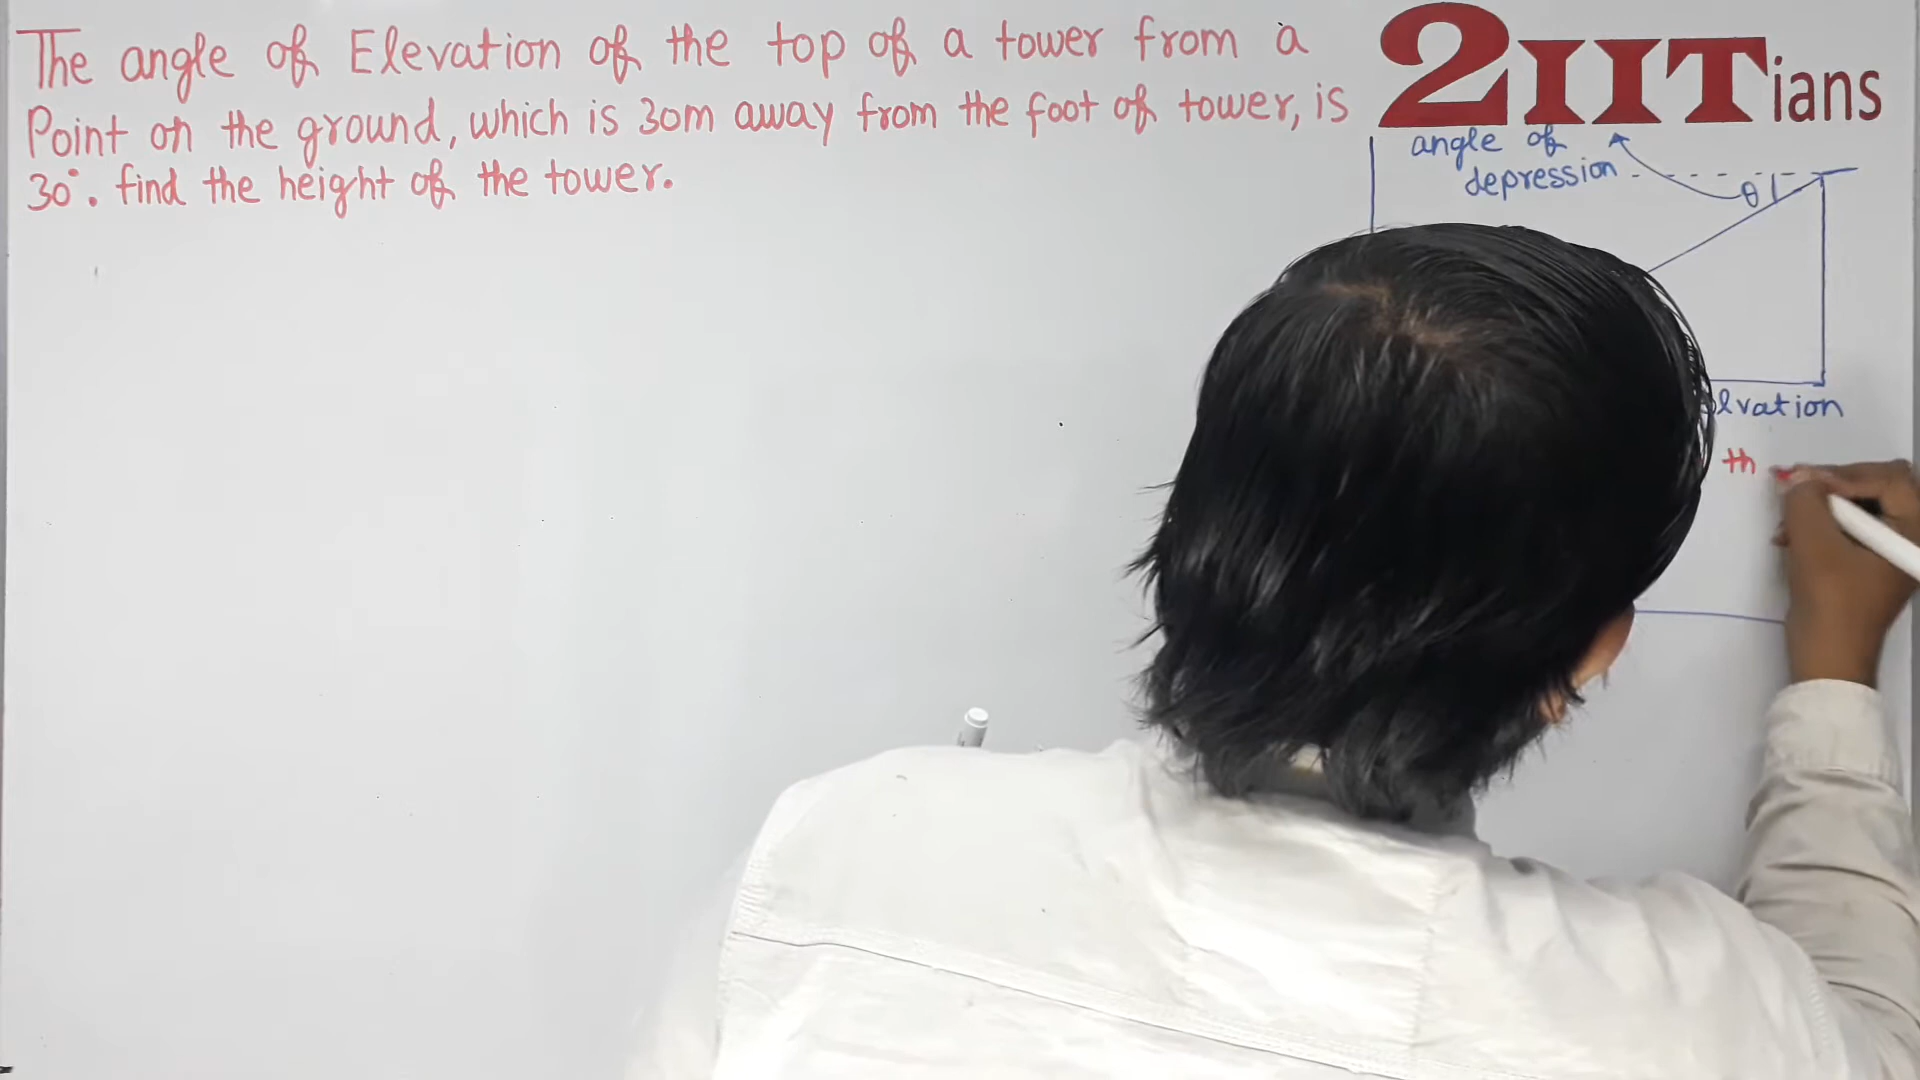 The angle of Elevation of the top of a tower from a
Point on the ground, which is 30m away from the foot of tower, is
30°. find the height of the tower.
2IITians
angle of
depression
θ
th